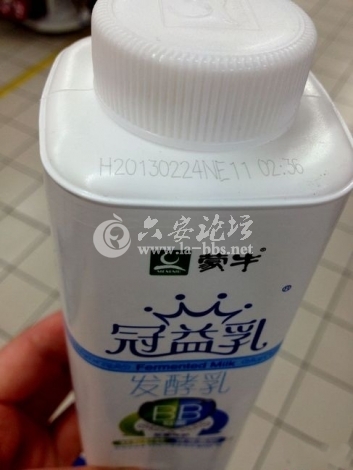 H20130224NE11 02:36
六安论坛
www.la-bbs.net
蒙牛
冠益乳
Fermented Milk
发酵乳
BB